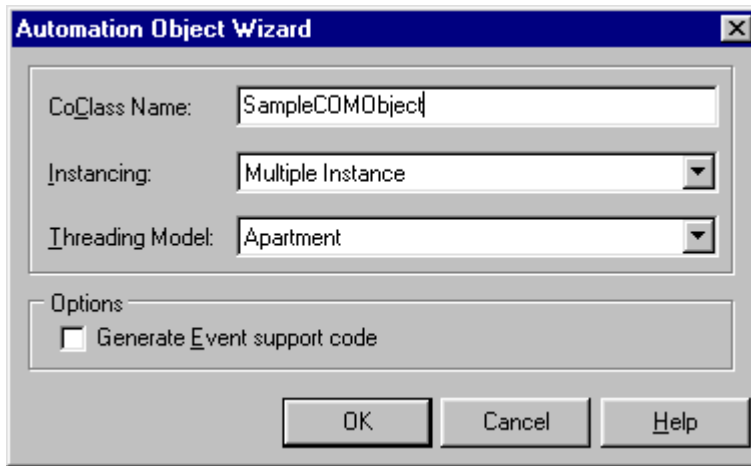 Automation Object Wizard
CoClass Name: SampleCOMObject
Instancing: Multiple Instance
Threading Model: Apartment
Options
Generate Event support code
OK Cancel Help